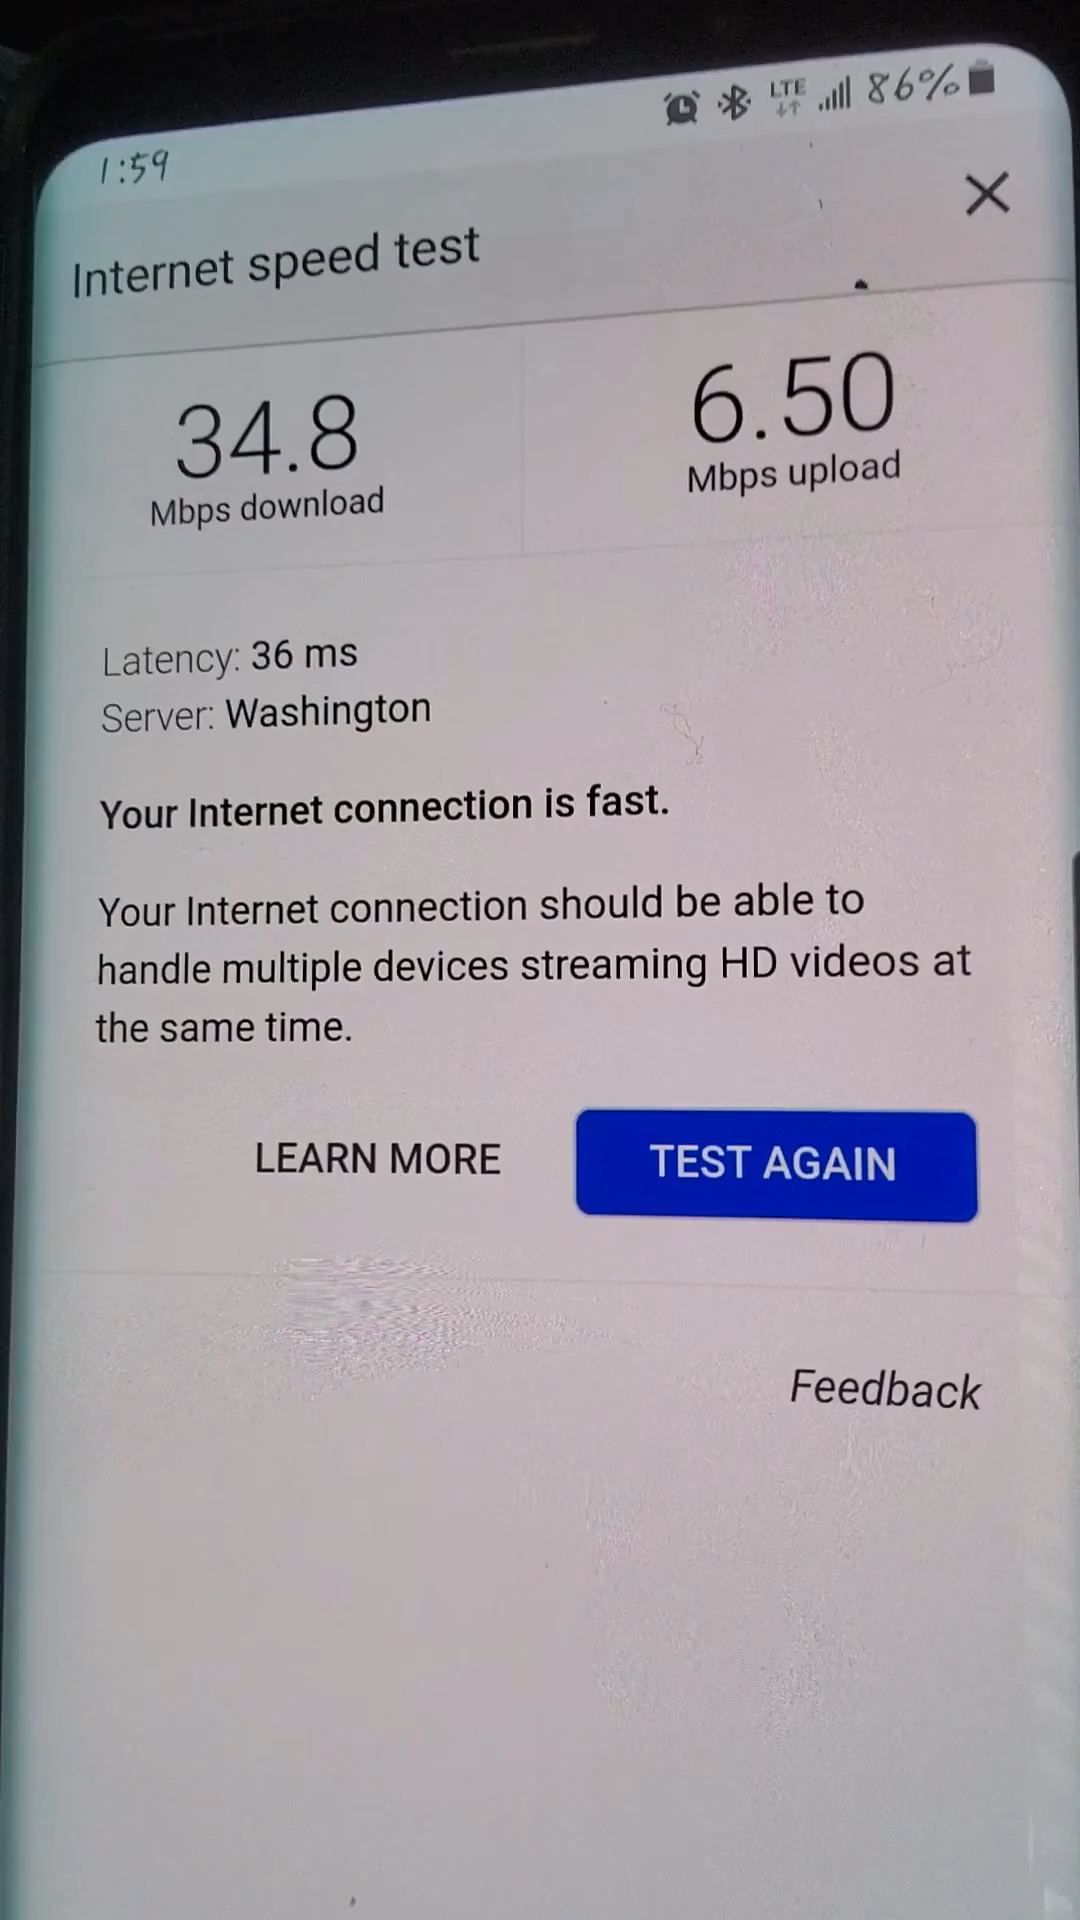 1:59 LTE 86%
Internet speed test
34.8 6.50
Mbps download Mbps upload
Latency: 36 ms
Server: Washington
Your Internet connection is fast.
Your Internet connection should be able to
handle multiple devices streaming HD videos at
the same time.
LEARN MORE TEST AGAIN
Feedback